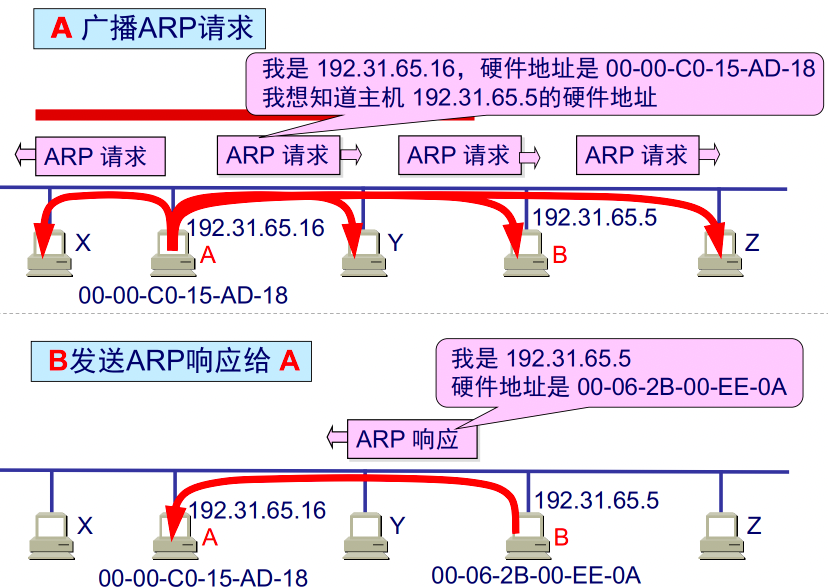 A 广播ARP请求
我是 192.31.65.16，硬件地址是 00-00-C0-15-AD-18
我想知道主机 192.31.65.5的硬件地址
ARP 请求
ARP 请求
ARP 请求
ARP 请求
192.31.65.16
192.31.65.5
X
A
Y
B
Z
00-00-C0-15-AD-18
B发送ARP响应给 A
我是 192.31.65.5
硬件地址是 00-06-2B-00-EE-0A
ARP 响应
192.31.65.16
192.31.65.5
X
A
Y
B
Z
00-00-C0-15-AD-18
00-06-2B-00-EE-0A